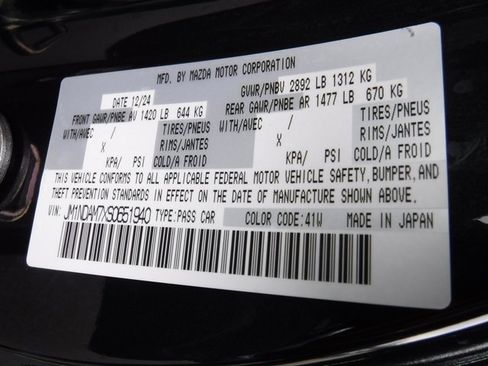 MFD. BY MAZDA MOTOR CORPORATION
DATE 12/24 GVWR/PNBV 2892 LB 1312 KG
FRONT GAWR/PNBE AV 1420 LB 644 KG REAR GAWR/PNBE AR 1477 LB 670 KG
WITH/AVEC / TIRES/PNEUS WITH/AVEC / TIRES/PNEUS
X RIMS/JANTES X RIMS/JANTES
KPA/ PSI COLD/A FROID KPA/ PSI COLD/A FROID
THIS VEHICLE CONFORMS TO ALL APPLICABLE FEDERAL MOTOR VEHICLE SAFETY, BUMPER, AND
THEFT PREVENTION STANDARDS IN EFFECT ON THE DATE OF MANUFACTURE SHOWN ABOVE.
VIN: JM1NDAM7XS0651940 TYPE:PASS CAR COLOR CODE:41W MADE IN JAPAN